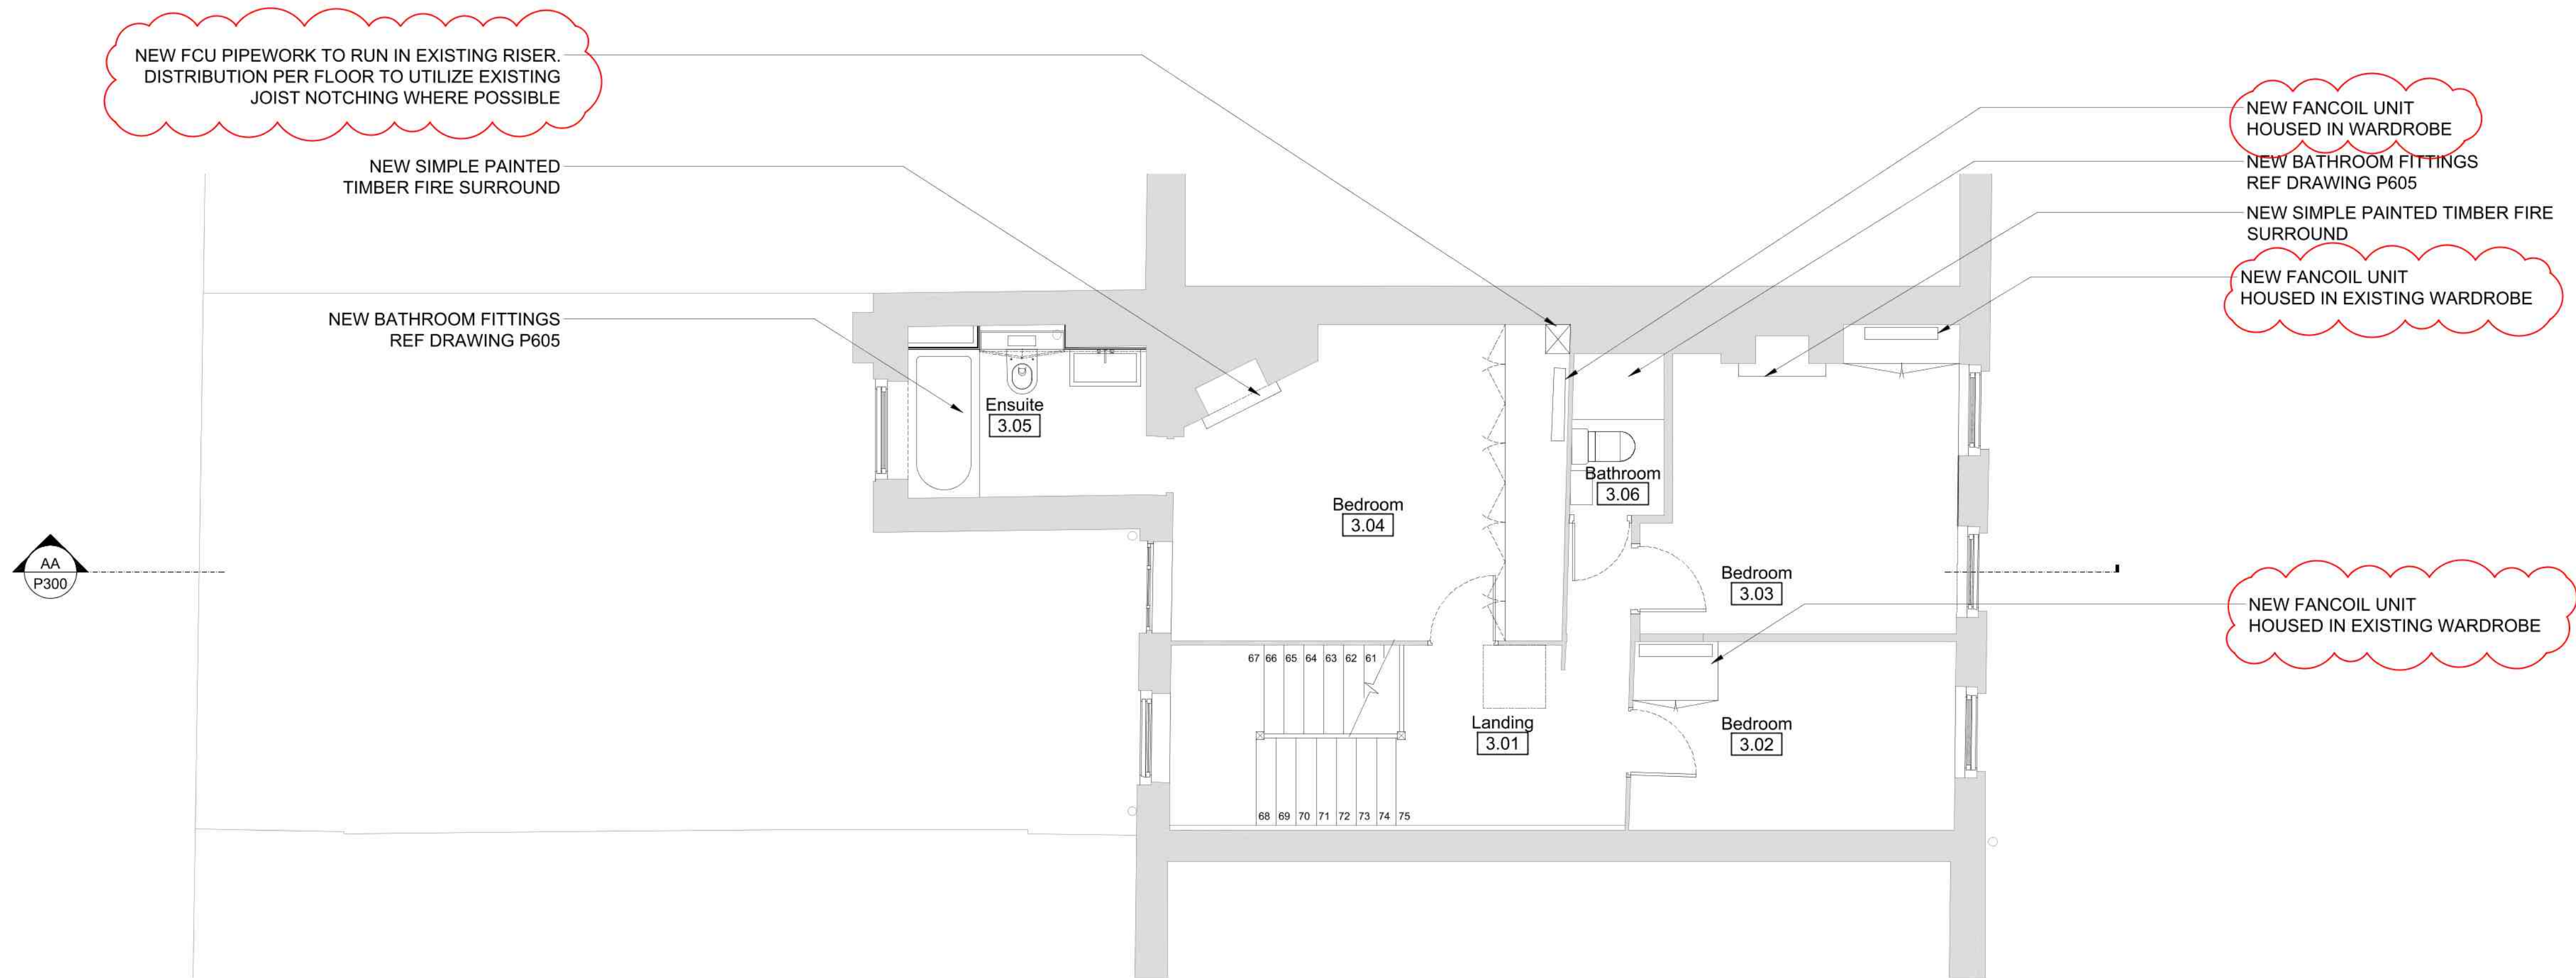 NEW FCU PIPEWORK TO RUN IN EXISTING RISER.
DISTRIBUTION PER FLOOR TO UTILIZE EXISTING
JOIST NOTCHING WHERE POSSIBLE
NEW SIMPLE PAINTED
TIMBER FIRE SURROUND
NEW BATHROOM FITTINGS
REF DRAWING P605
NEW FANCOIL UNIT
HOUSED IN WARDROBE
NEW BATHROOM FITTINGS
REF DRAWING P605
NEW SIMPLE PAINTED TIMBER FIRE
SURROUND
NEW FANCOIL UNIT
HOUSED IN EXISTING WARDROBE
NEW FANCOIL UNIT
HOUSED IN EXISTING WARDROBE
AA
P300
Ensuite
3.05
Bedroom
3.04
Bathroom
3.06
Bedroom
3.03
Landing
3.01
Bedroom
3.02
67 66 65 64 63 62 61
68 69 70 71 72 73 74 75